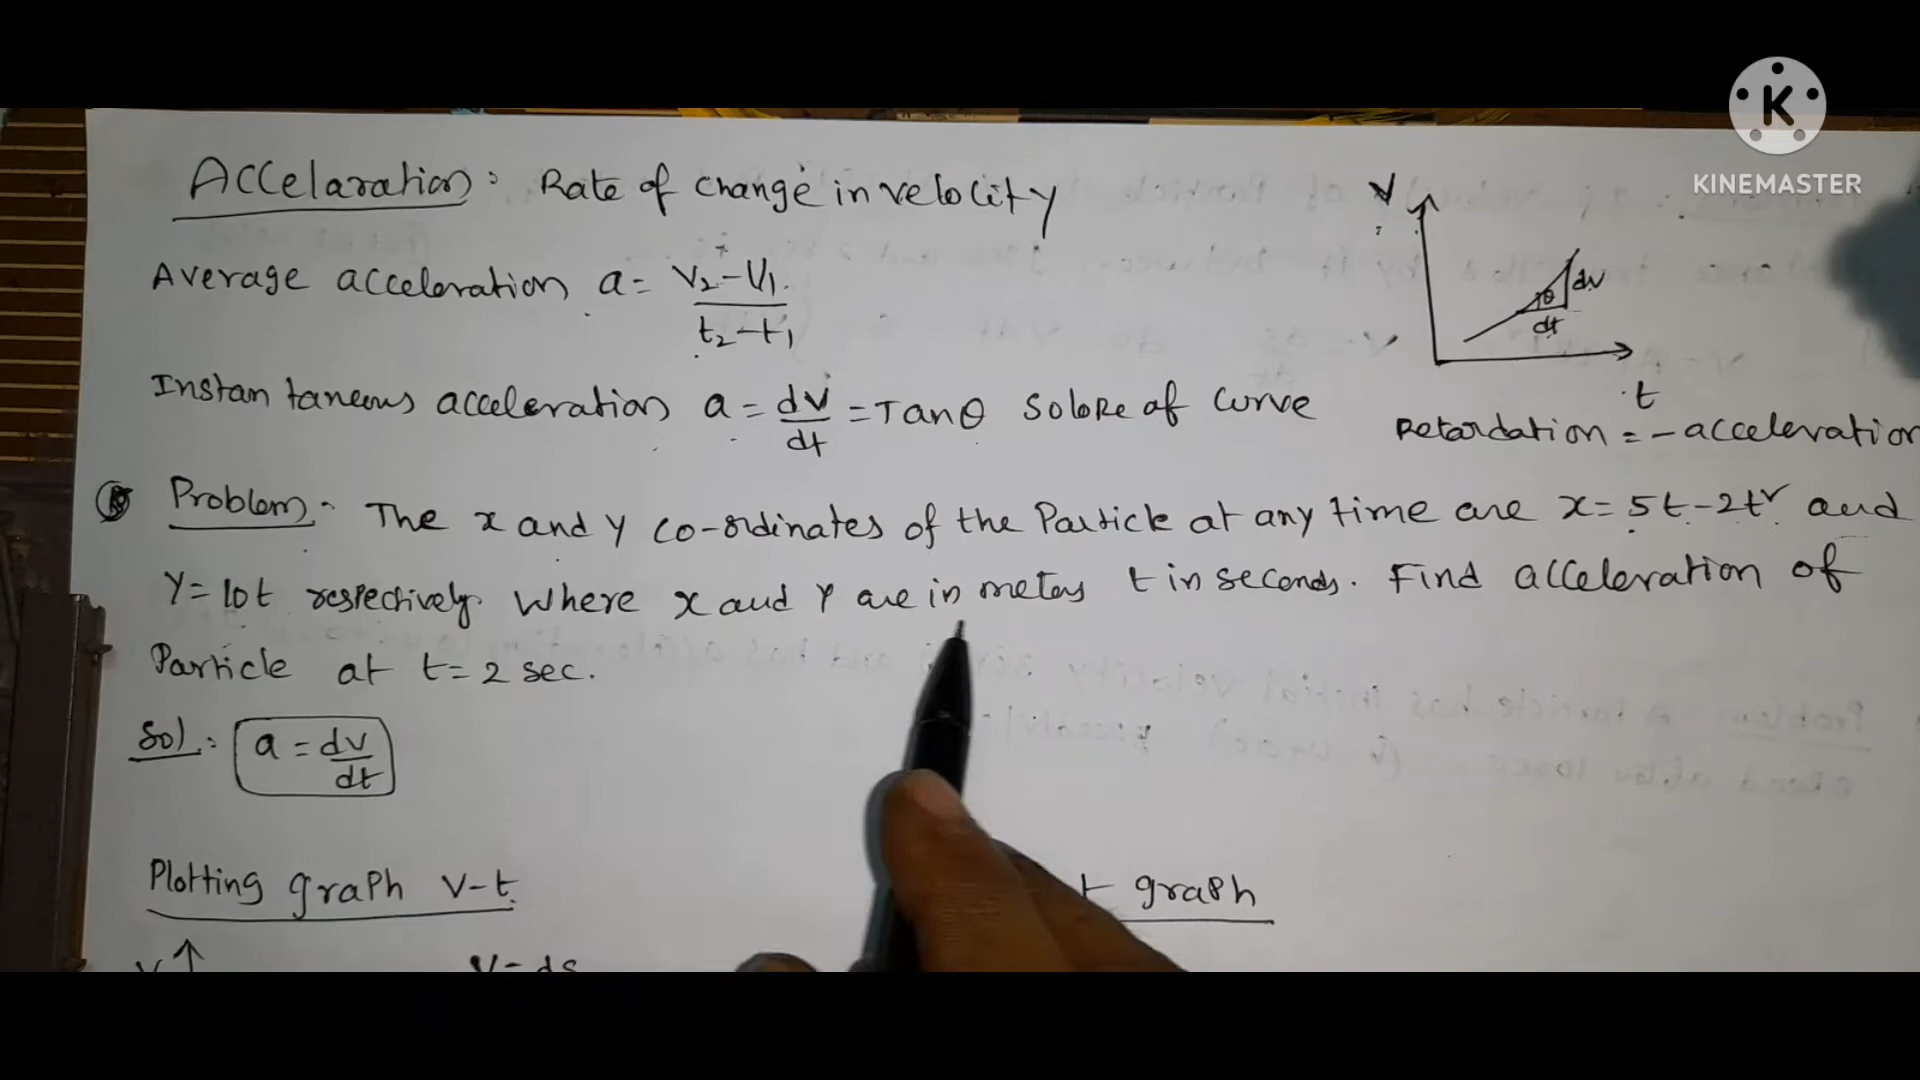 KINEMASTER
Accelaration: Rate of change in velocity
Average acceleration a = V₂-V₁
t₂-t₁
Instantaneous acceleration a = dv = Tanθ Solope of curve
dt
V
dv
θ
dt
t
Retardation = -acceleration
Problem:- The x and y co-ordinates of the Particle at any time are x = 5t-2t² and
Y = 10t respectively. Where x and Y are in meters t in seconds. Find acceleration of
Particle at t = 2 sec.
Sol: a = dv
dt
Plotting graph V-t
t graph
V
V = ds